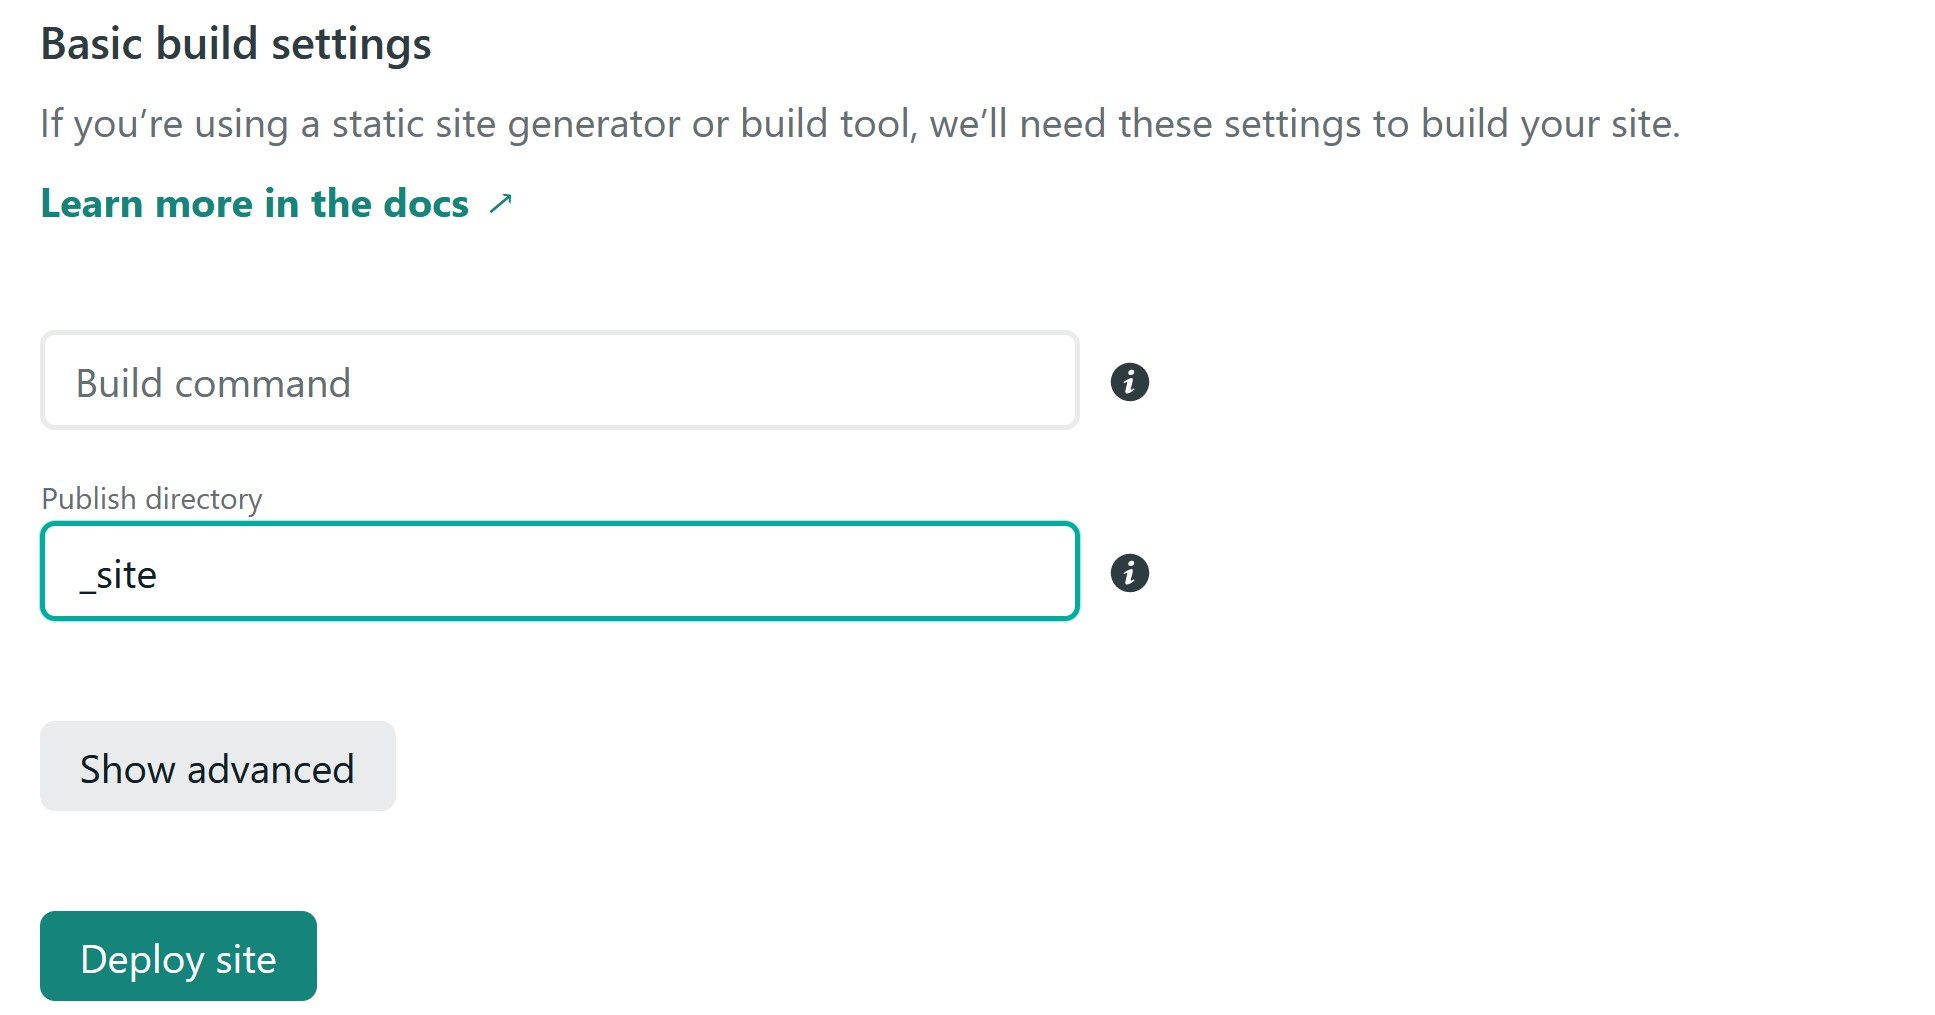 Basic build settings
If you’re using a static site generator or build tool, we’ll need these settings to build your site.
Learn more in the docs ↗
Build command
Publish directory
_site
Show advanced
Deploy site